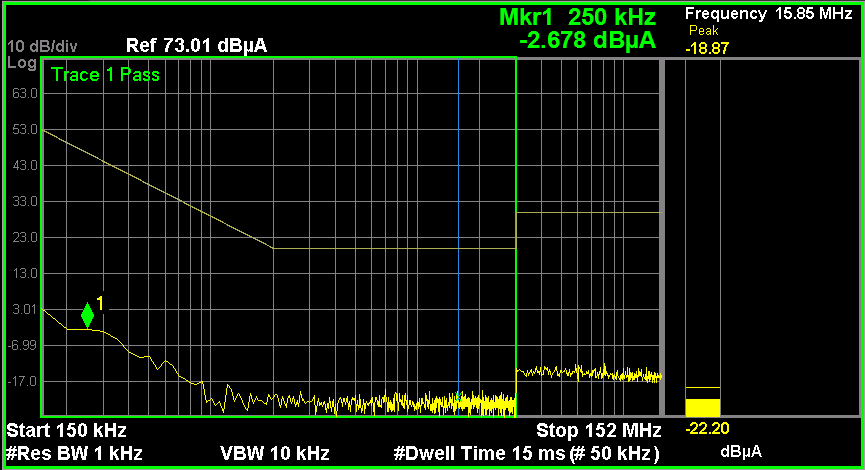 Mkr1 250 kHz
-2.678 dBµA
Frequency 15.85 MHz
Peak
-18.87
10 dB/div
Ref 73.01 dBµA
Log
Trace 1 Pass
63.0
53.0
43.0
33.0
23.0
13.0
3.01
1
-6.99
-17.0
-22.20
dBµA
Start 150 kHz
Stop 152 MHz
#Res BW 1 kHz
VBW 10 kHz
#Dwell Time 15 ms (# 50 kHz)